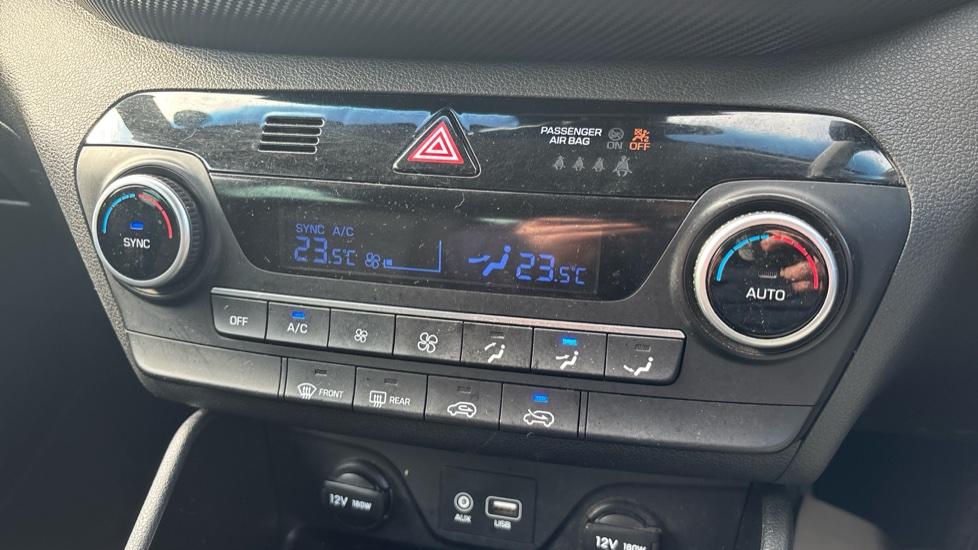 PASSENGER
AIR BAG
ON
OFF
SYNC
SYNC A/C
23.5°C
23.5°C
AUTO
OFF
A/C
FRONT
REAR
12V 180W
AUX
USB
12V 180W